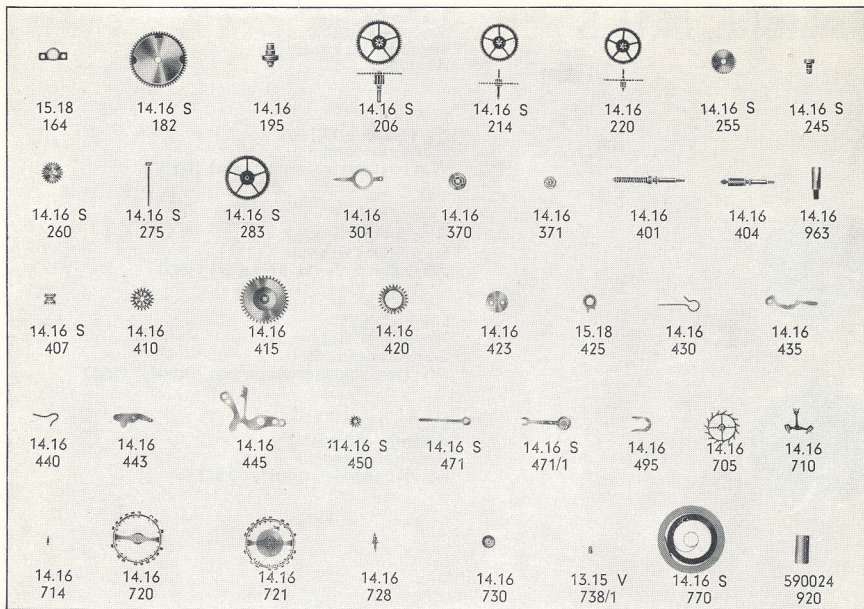 15.18 14.16 S 14.16 14.16 S 14.16 S 14.16 14.16 S 14.16 S
164 182 195 206 214 220 255 245
14.16 S 14.16 S 14.16 S 14.16 14.16 14.16 14.16 14.16 14.16
260 275 283 301 370 371 401 404 963
14.16 S 14.16 14.16 14.16 14.16 15.18 14.16 14.16
407 410 415 420 423 425 430 435
14.16 14.16 14.16 14.16 S 14.16 S 14.16 S 14.16 14.16 14.16
440 443 445 450 471 471/1 495 705 710
14.16 14.16 14.16 14.16 14.16 13.15 V 14.16 S 590024
714 720 721 728 730 738/1 770 920